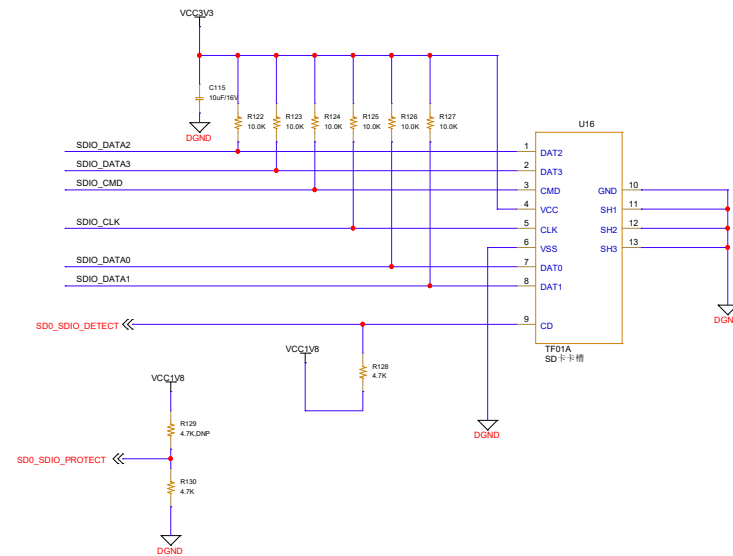 VCC3V3
C115
10uF/16V
DGND
R122
10.0K
R123
10.0K
R124
10.0K
R125
10.0K
R126
10.0K
R127
10.0K
U16
SDIO_DATA2
SDIO_DATA3
SDIO_CMD
SDIO_CLK
SDIO_DATA0
SDIO_DATA1
1 DAT2
2 DAT3
3 CMD
4 VCC
5 CLK
6 VSS
7 DAT0
8 DAT1
9 CD
GND 10
SH1 11
SH2 12
SH3 13
DGND
TF01A
SD卡卡槽
SD0_SDIO_DETECT
VCC1V8
R128
4.7K
DGND
VCC1V8
R129
4.7K,DNP
SD0_SDIO_PROTECT
R130
4.7K
DGND